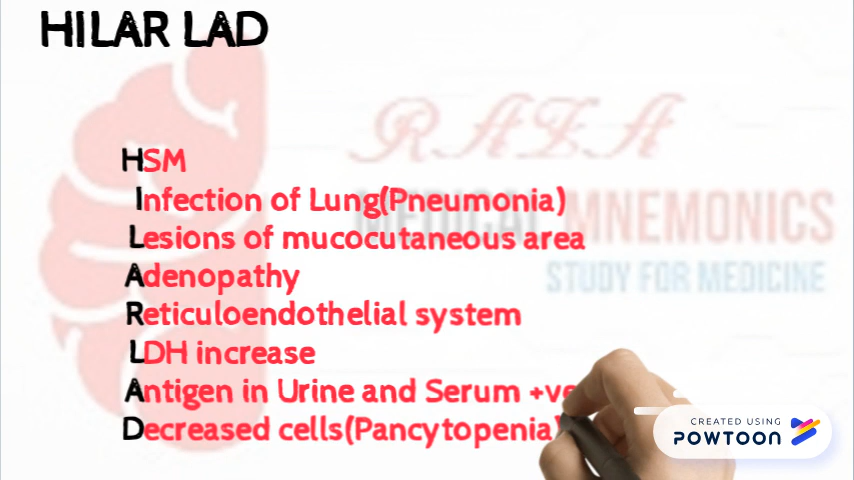 HILAR LAD
RAZA
MEDICAL MNEMONICS
STUDY FOR MEDICINE
HSM
Infection of Lung(Pneumonia)
Lesions of mucocutaneous area
Adenopathy
Reticuloendothelial system
LDH increase
Antigen in Urine and Serum +ve
Decreased cells(Pancytopenia)
CREATED USING
POWTOON